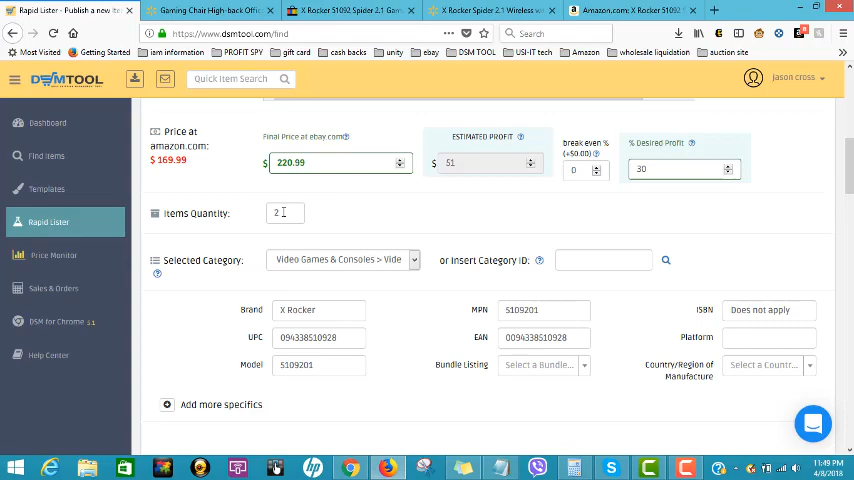 Rapid Lister - Publish a new Ite
Gaming Chair High-back Offic
X Rocker 51092 Spider 2.1 Gam
X Rocker Spider 2.1 Wireless w
Amazon.com: X Rocker 51092 S
https://www.dsmtool.com/find
Search
Most Visited
Getting Started
iam information
PROFIT SPY
gift card
cash backs
unity
ebay
DSM TOOL
USI-IT tech
Amazon
wholesale liquidation
auction site
DSMTOOL
Quick Item Search
jason cross
Dashboard
Find Items
Templates
Rapid Lister
Price Monitor
Sales & Orders
DSM for Chrome 5.1
Help Center
Price at
amazon.com:
$ 169.99
Final Price at ebay.com
$ 220.99
ESTIMATED PROFIT
$ 51
break even %
(+$0.00)
0
% Desired Profit
30
Items Quantity:
2
Selected Category:
Video Games & Consoles > Vide
or Insert Category ID:
Brand
X Rocker
MPN
5109201
ISBN
Does not apply
UPC
094338510928
EAN
0094338510928
Platform
Model
5109201
Bundle Listing
Select a Bundle...
Country/Region of
Manufacture
Select a Countr...
Add more specifics
11:49 PM
4/8/2018